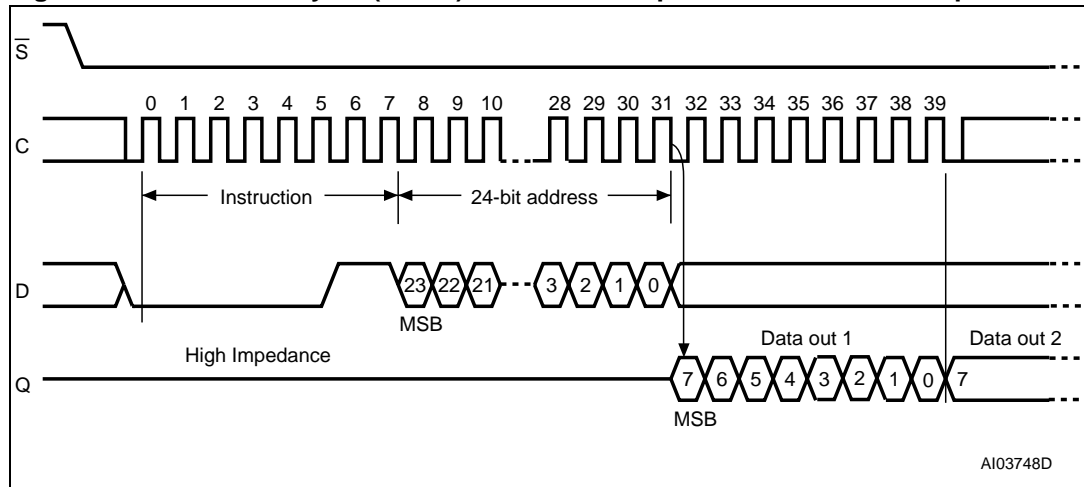 S
0 1 2 3 4 5 6 7 8 9 10 28 29 30 31 32 33 34 35 36 37 38 39
C
Instruction 24-bit address
D
23 22 21 3 2 1 0
MSB
High Impedance Data out 1 Data out 2
Q
7 6 5 4 3 2 1 0 7
MSB
AI03748D